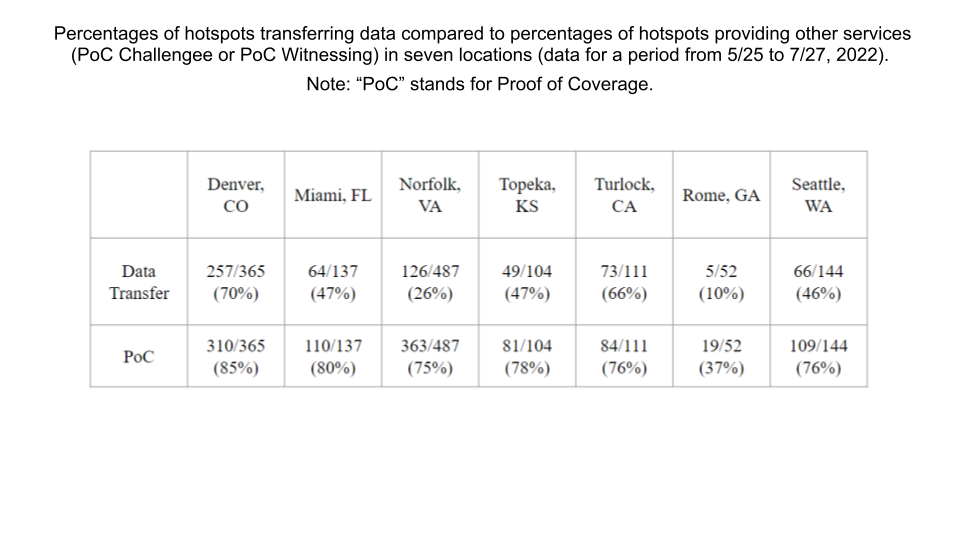 Percentages of hotspots transferring data compared to percentages of hotspots providing other services
(PoC Challengee or PoC Witnessing) in seven locations (data for a period from 5/25 to 7/27, 2022).
Note: “PoC” stands for Proof of Coverage.
Denver, CO Miami, FL Norfolk, VA Topeka, KS Turlock, CA Rome, GA Seattle, WA
Data Transfer 257/365 (70%) 64/137 (47%) 126/487 (26%) 49/104 (47%) 73/111 (66%) 5/52 (10%) 66/144 (46%)
PoC 310/365 (85%) 110/137 (80%) 363/487 (75%) 81/104 (78%) 84/111 (76%) 19/52 (37%) 109/144 (76%)